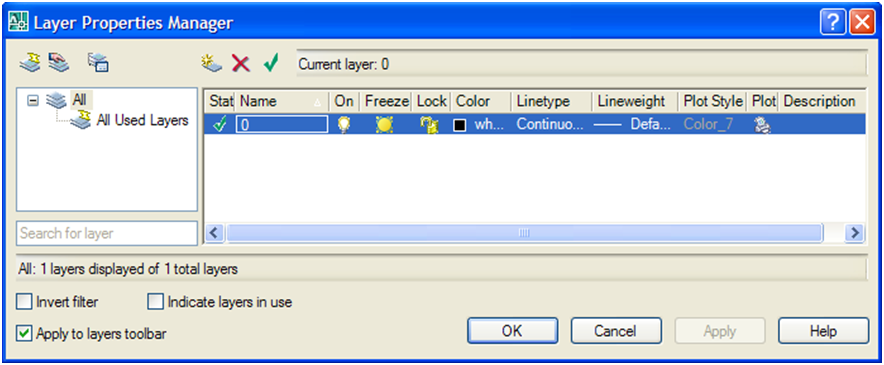 Layer Properties Manager
Current layer: 0
All
All Used Layers
Stat Name On Freeze Lock Color Linetype Lineweight Plot Style Plot Description
0 wh... Continuo... Defa... Color_7
Search for layer
All: 1 layers displayed of 1 total layers
Invert filter Indicate layers in use
Apply to layers toolbar
OK Cancel Apply Help